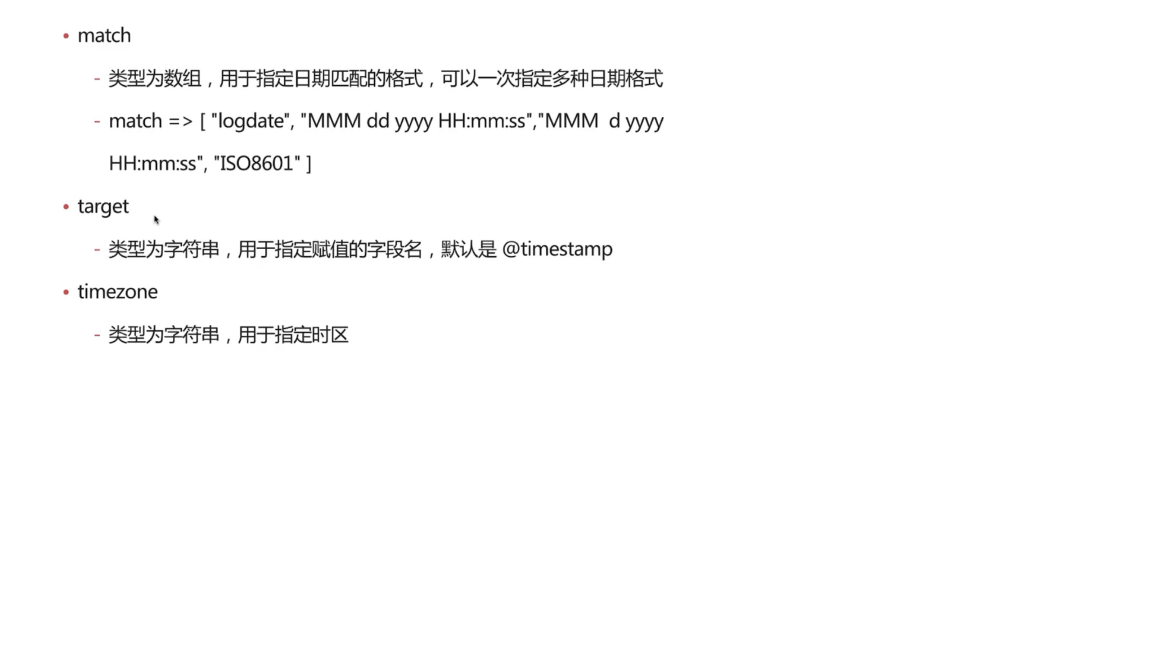 • match
- 类型为数组，用于指定日期匹配的格式，可以一次指定多种日期格式
- match => [ "logdate", "MMM dd yyyy HH:mm:ss","MMM  d yyyy
HH:mm:ss", "ISO8601" ]
• target
- 类型为字符串，用于指定赋值的字段名，默认是 @timestamp
• timezone
- 类型为字符串，用于指定时区